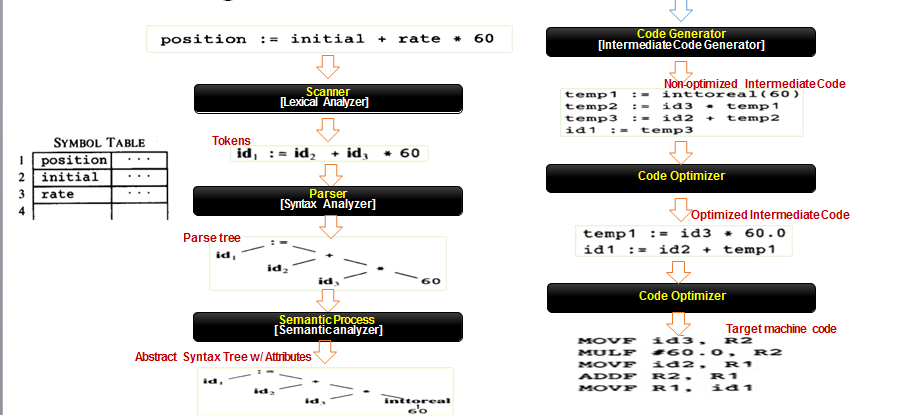 position := initial + rate * 60
Scanner
[Lexical Analyzer]
Tokens
id₁ := id₂ + id₃ * 60
SYMBOL TABLE
1 position ...
2 initial ...
3 rate ...
4
Parser
[Syntax Analyzer]
Parse tree
:=
id₁ +
id₂ *
id₃ 60
Semantic Process
[Semantic analyzer]
Abstract Syntax Tree w/ Attributes
:=
id₁ +
id₂ *
id₃ inttoreal
60
Code Generator
[Intermediate Code Generator]
Non-optimized Intermediate Code
temp1 := inttoreal(60)
temp2 := id3 * temp1
temp3 := id2 + temp2
id1 := temp3
Code Optimizer
Optimized Intermediate Code
temp1 := id3 * 60.0
id1 := id2 + temp1
Code Optimizer
Target machine code
MOVF id3, R2
MULF #60.0, R2
MOVF id2, R1
ADDF R2, R1
MOVF R1, id1